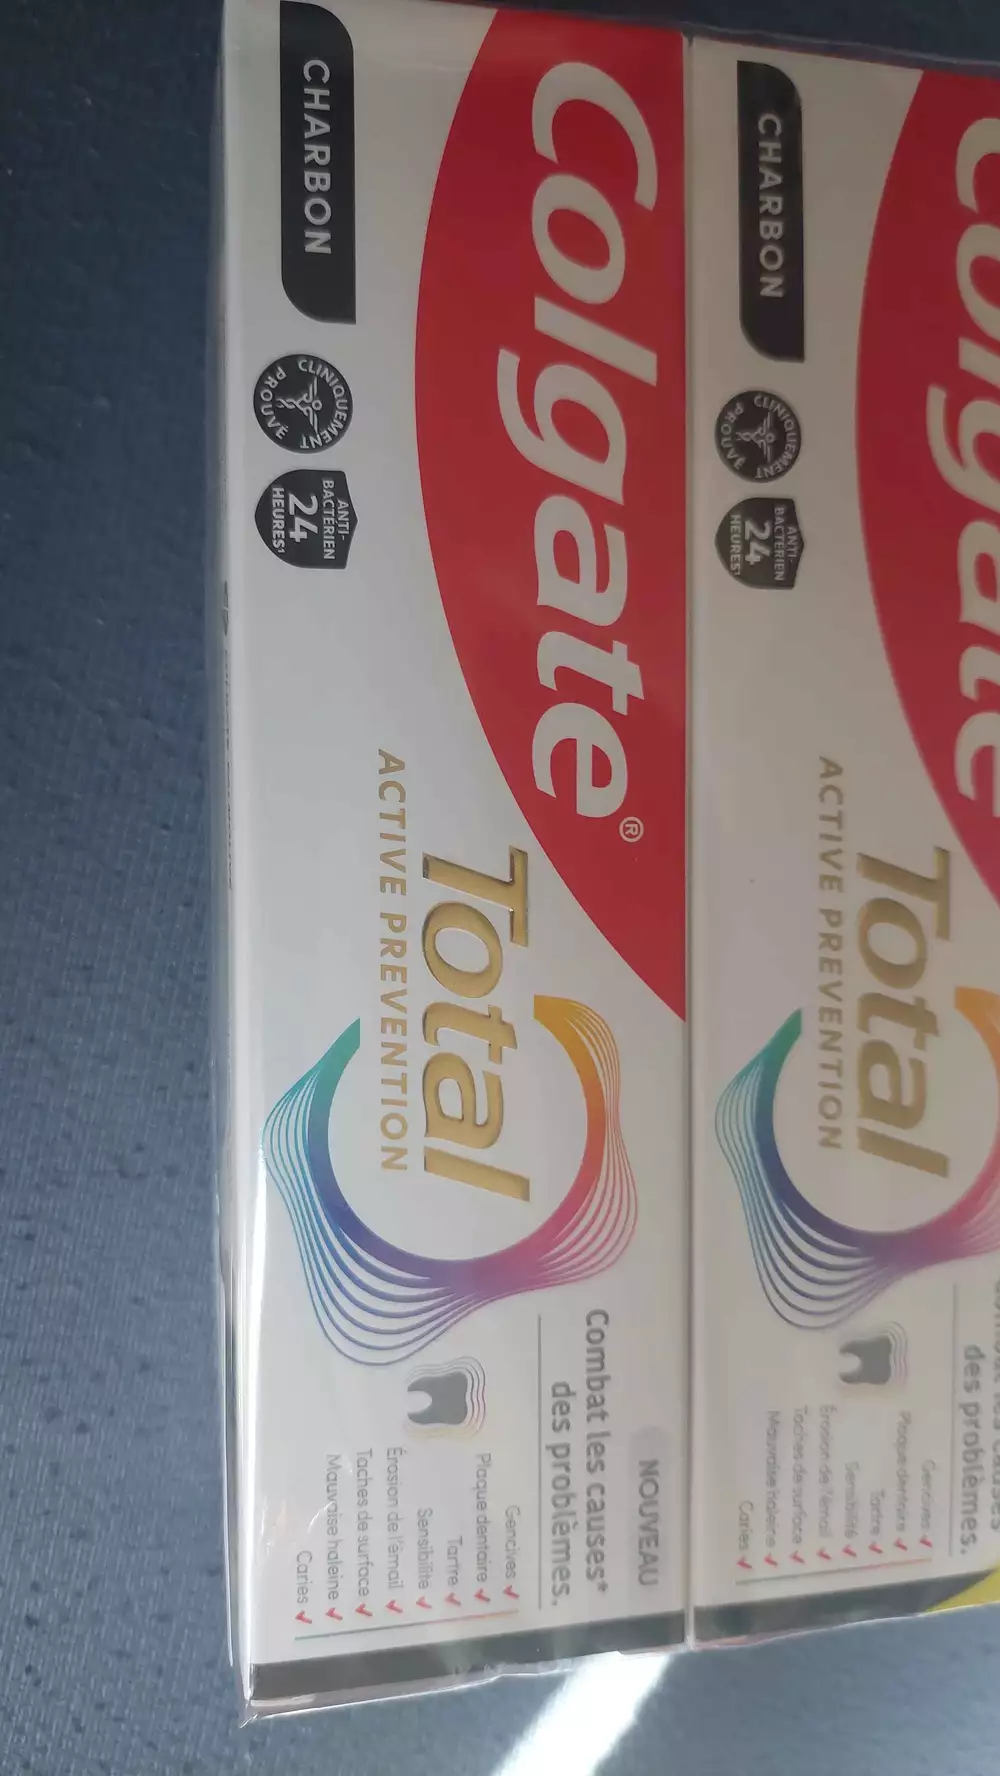 Colgate®
Total
ACTIVE PREVENTION
CHARBON
CLINIQUEMENT
PROUVÉ
ANTI-
BACTÉRIEN
24
HEURES¹
NOUVEAU
Combat les causes*
des problèmes.
Gencives ✓
Plaque dentaire ✓
Tartre ✓
Sensibilité ✓
Érosion de l'émail ✓
Taches de surface ✓
Mauvaise haleine ✓
Caries ✓
Colgate
Total
ACTIVE PREVENTION
CHARBON
CLINIQUEMENT
PROUVÉ
ANTI-
BACTÉRIEN
24
HEURES¹
des problèmes.
Gencives ✓
Plaque dentaire ✓
Tartre ✓
Sensibilité ✓
Érosion de l'émail ✓
Taches de surface ✓
Mauvaise haleine ✓
Caries ✓